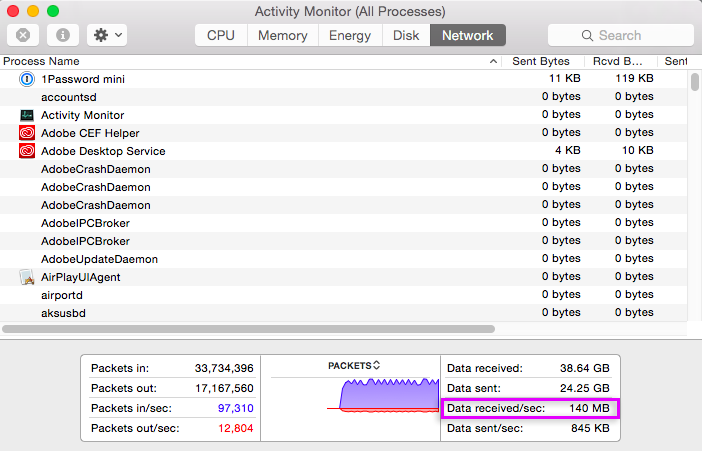 Activity Monitor (All Processes)
CPU Memory Energy Disk Network Search
Process Name Sent Bytes Rcvd B... Sent
1Password mini 11 KB 119 KB
accountsd 0 bytes 0 bytes
Activity Monitor 0 bytes 0 bytes
Adobe CEF Helper 0 bytes 0 bytes
Adobe Desktop Service 4 KB 10 KB
AdobeCrashDaemon 0 bytes 0 bytes
AdobeCrashDaemon 0 bytes 0 bytes
AdobeCrashDaemon 0 bytes 0 bytes
AdobeIPCBroker 0 bytes 0 bytes
AdobeIPCBroker 0 bytes 0 bytes
AdobeUpdateDaemon 0 bytes 0 bytes
AirPlayUIAgent 0 bytes 0 bytes
airportd 0 bytes 0 bytes
aksusbd 0 bytes 0 bytes
Packets in: 33,734,396 PACKETS Data received: 38.64 GB
Packets out: 17,167,560 Data sent: 24.25 GB
Packets in/sec: 97,310 Data received/sec: 140 MB
Packets out/sec: 12,804 Data sent/sec: 845 KB